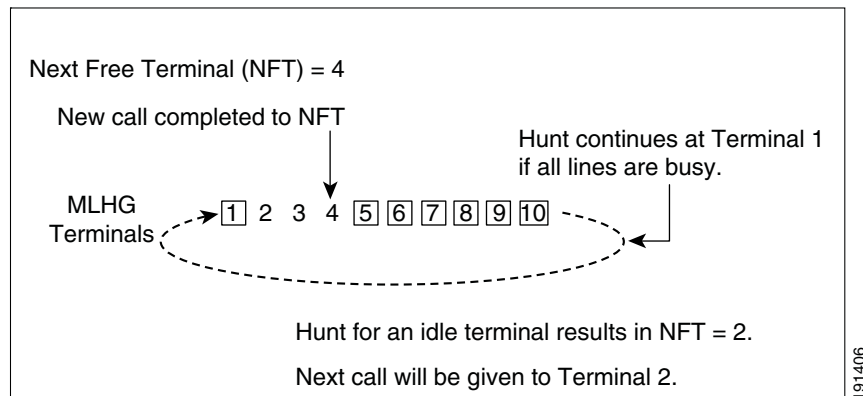 Next Free Terminal (NFT) = 4
New call completed to NFT
Hunt continues at Terminal 1
if all lines are busy.
MLHG
Terminals
1 2 3 4 5 6 7 8 9 10
Hunt for an idle terminal results in NFT = 2.
Next call will be given to Terminal 2.
191406